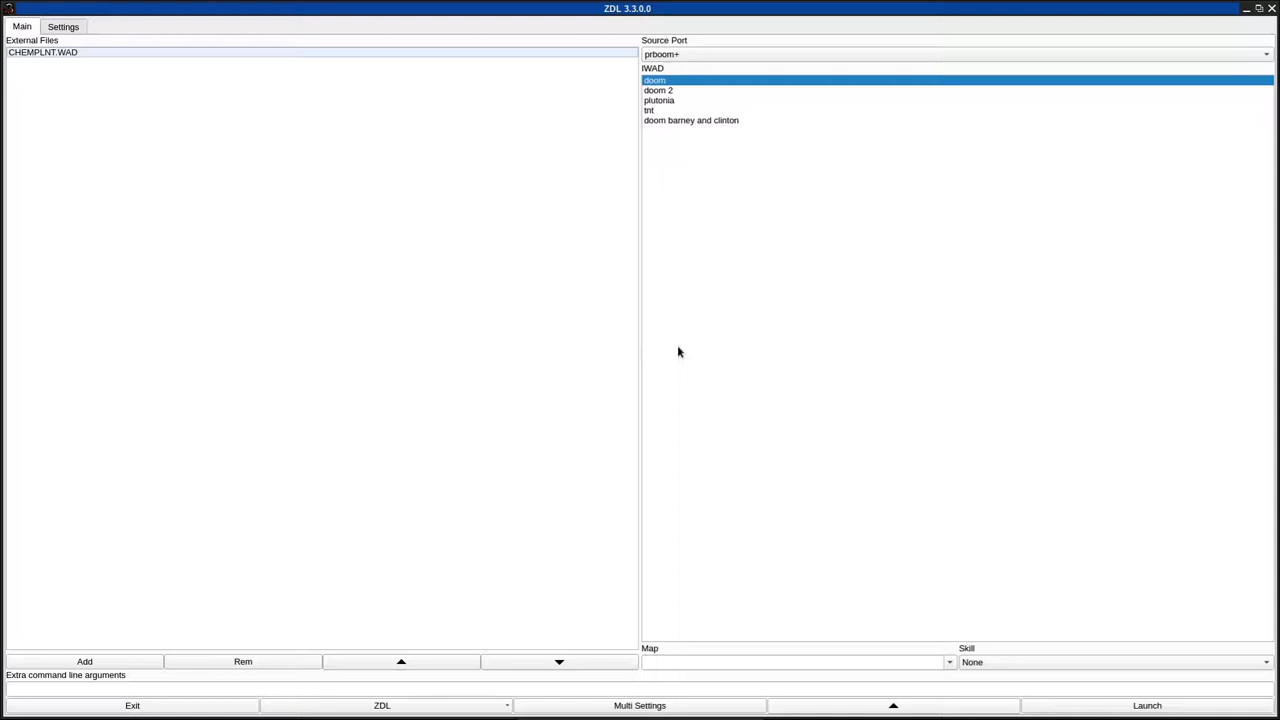 ZDL 3.3.0.0
Main
Settings
External Files
CHEMPLNT.WAD
Source Port
prboom+
IWAD
doom
doom 2
plutonia
tnt
doom barney and clinton
Map
Skill
None
Add
Rem
Extra command line arguments
Exit
ZDL
Multi Settings
Launch